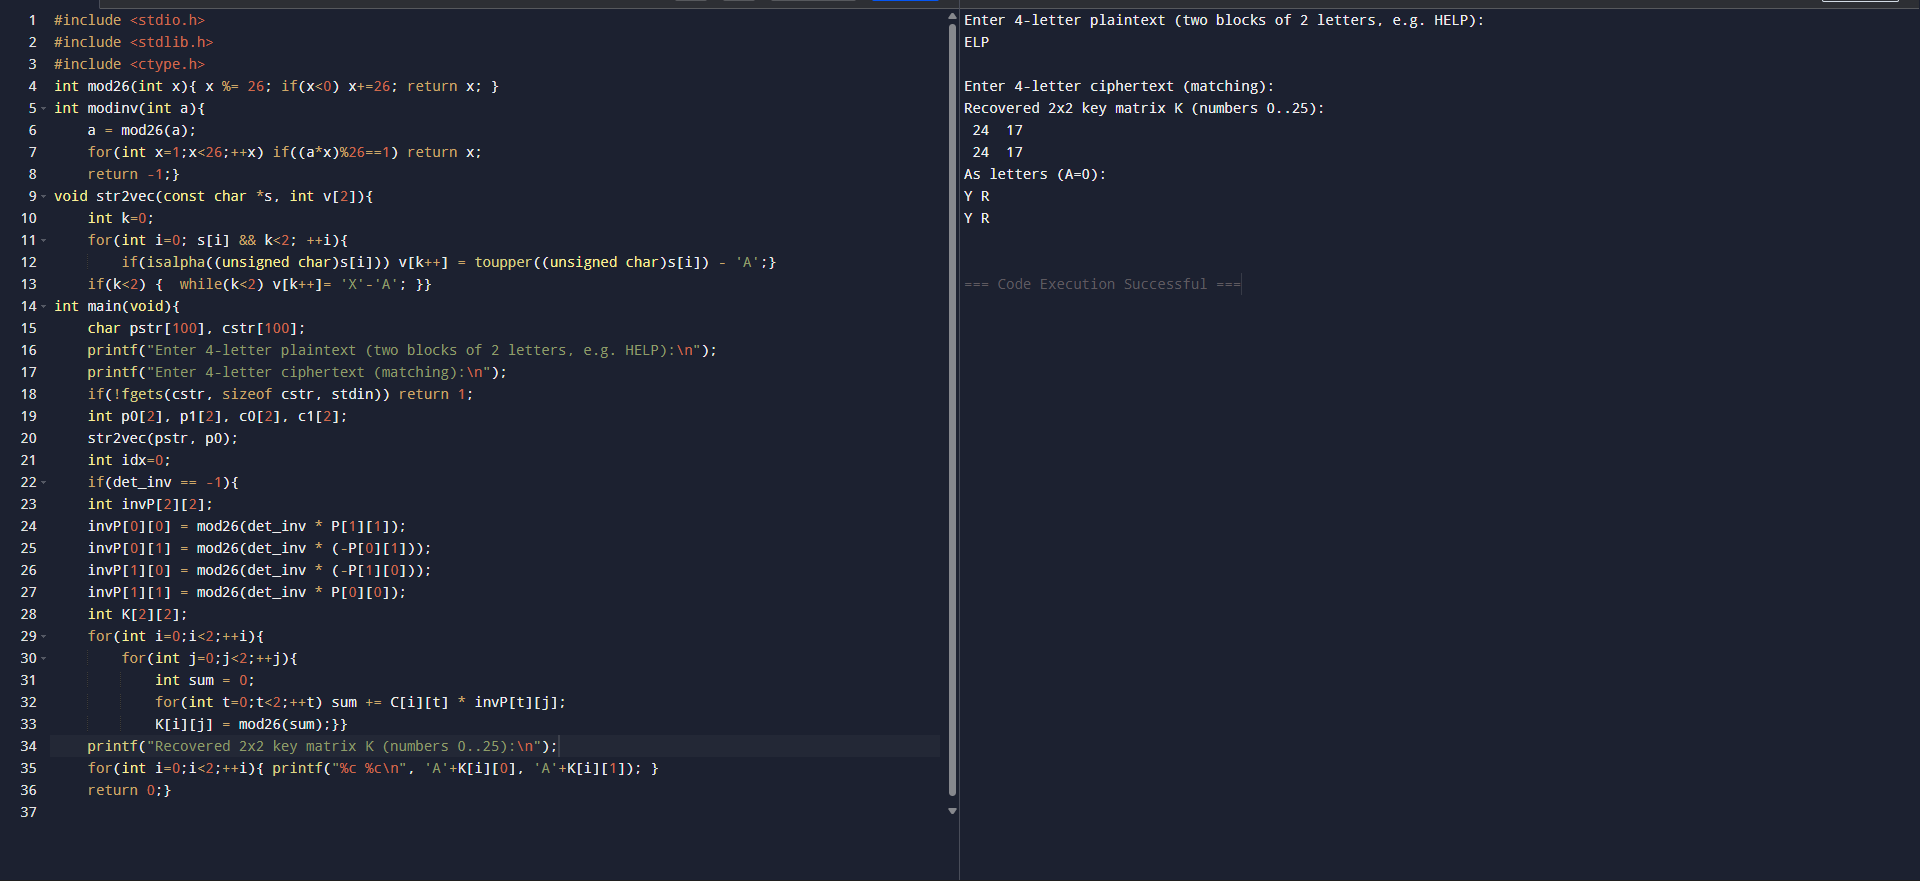 1 #include <stdio.h>
2 #include <stdlib.h>
3 #include <ctype.h>
4 int mod26(int x){ x %= 26; if(x<0) x+=26; return x; }
5 int modinv(int a){
6     a = mod26(a);
7     for(int x=1;x<26;++x) if((a*x)%26==1) return x;
8     return -1;}
9 void str2vec(const char *s, int v[2]){
10     int k=0;
11     for(int i=0; s[i] && k<2; ++i){
12         if(isalpha((unsigned char)s[i])) v[k++] = toupper((unsigned char)s[i]) - 'A';}
13     if(k<2) {  while(k<2) v[k++]= 'X'-'A'; }}
14 int main(void){
15     char pstr[100], cstr[100];
16     printf("Enter 4-letter plaintext (two blocks of 2 letters, e.g. HELP):\n");
17     printf("Enter 4-letter ciphertext (matching):\n");
18     if(!fgets(cstr, sizeof cstr, stdin)) return 1;
19     int p0[2], p1[2], c0[2], c1[2];
20     str2vec(pstr, p0);
21     int idx=0;
22     if(det_inv == -1){
23     int invP[2][2];
24     invP[0][0] = mod26(det_inv * P[1][1]);
25     invP[0][1] = mod26(det_inv * (-P[0][1]));
26     invP[1][0] = mod26(det_inv * (-P[1][0]));
27     invP[1][1] = mod26(det_inv * P[0][0]);
28     int K[2][2];
29     for(int i=0;i<2;++i){
30         for(int j=0;j<2;++j){
31             int sum = 0;
32             for(int t=0;t<2;++t) sum += C[i][t] * invP[t][j];
33             K[i][j] = mod26(sum);}}
34     printf("Recovered 2x2 key matrix K (numbers 0..25):\n");
35     for(int i=0;i<2;++i){ printf("%c %c\n", 'A'+K[i][0], 'A'+K[i][1]); }
36     return 0;}
37
Enter 4-letter plaintext (two blocks of 2 letters, e.g. HELP):
ELP

Enter 4-letter ciphertext (matching):
Recovered 2x2 key matrix K (numbers 0..25):
 24  17
 24  17
As letters (A=0):
Y R
Y R

=== Code Execution Successful ===